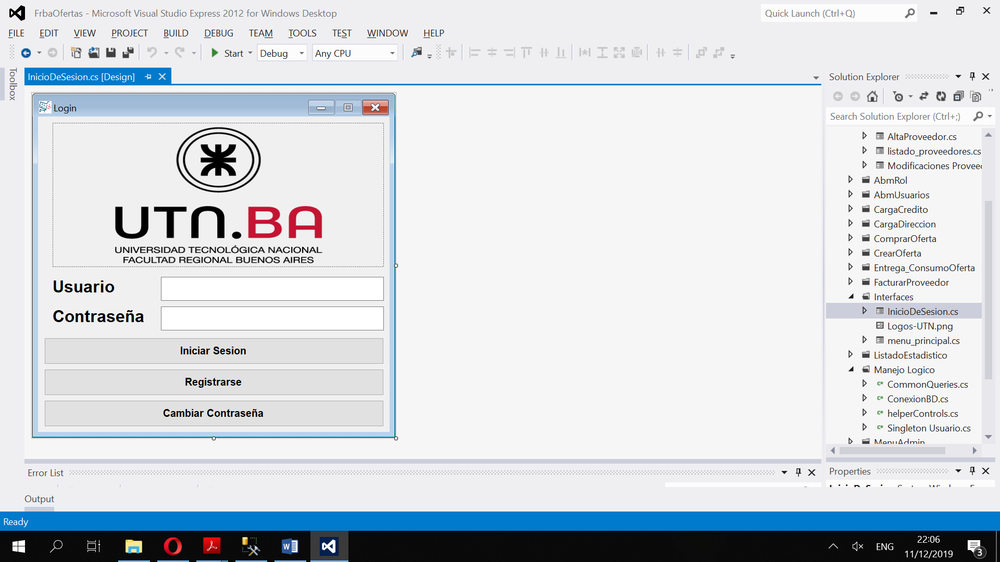 FrbaOfertas - Microsoft Visual Studio Express 2012 for Windows Desktop
Quick Launch (Ctrl+Q)
FILE EDIT VIEW PROJECT BUILD DEBUG TEAM TOOLS TEST WINDOW HELP
Start Debug Any CPU
Toolbox
InicioDeSesion.cs [Design]
Login
UTN.BA
UNIVERSIDAD TECNOLÓGICA NACIONAL
FACULTAD REGIONAL BUENOS AIRES
Usuario
Contraseña
Iniciar Sesion
Registrarse
Cambiar Contraseña
Solution Explorer
Search Solution Explorer (Ctrl+;)
AltaProveedor.cs
listado_proveedores.cs
Modificaciones Provee
AbmRol
AbmUsuarios
CargaCredito
CargaDireccion
ComprarOferta
CrearOferta
Entrega_ConsumoOferta
FacturarProveedor
Interfaces
InicioDeSesion.cs
Logos-UTN.png
menu_principal.cs
ListadoEstadistico
Manejo Logico
CommonQueries.cs
ConexionBD.cs
helperControls.cs
Singleton Usuario.cs
MenuAdmin
Error List
Properties
Output
Ready
ENG
22:06
11/12/2019
3